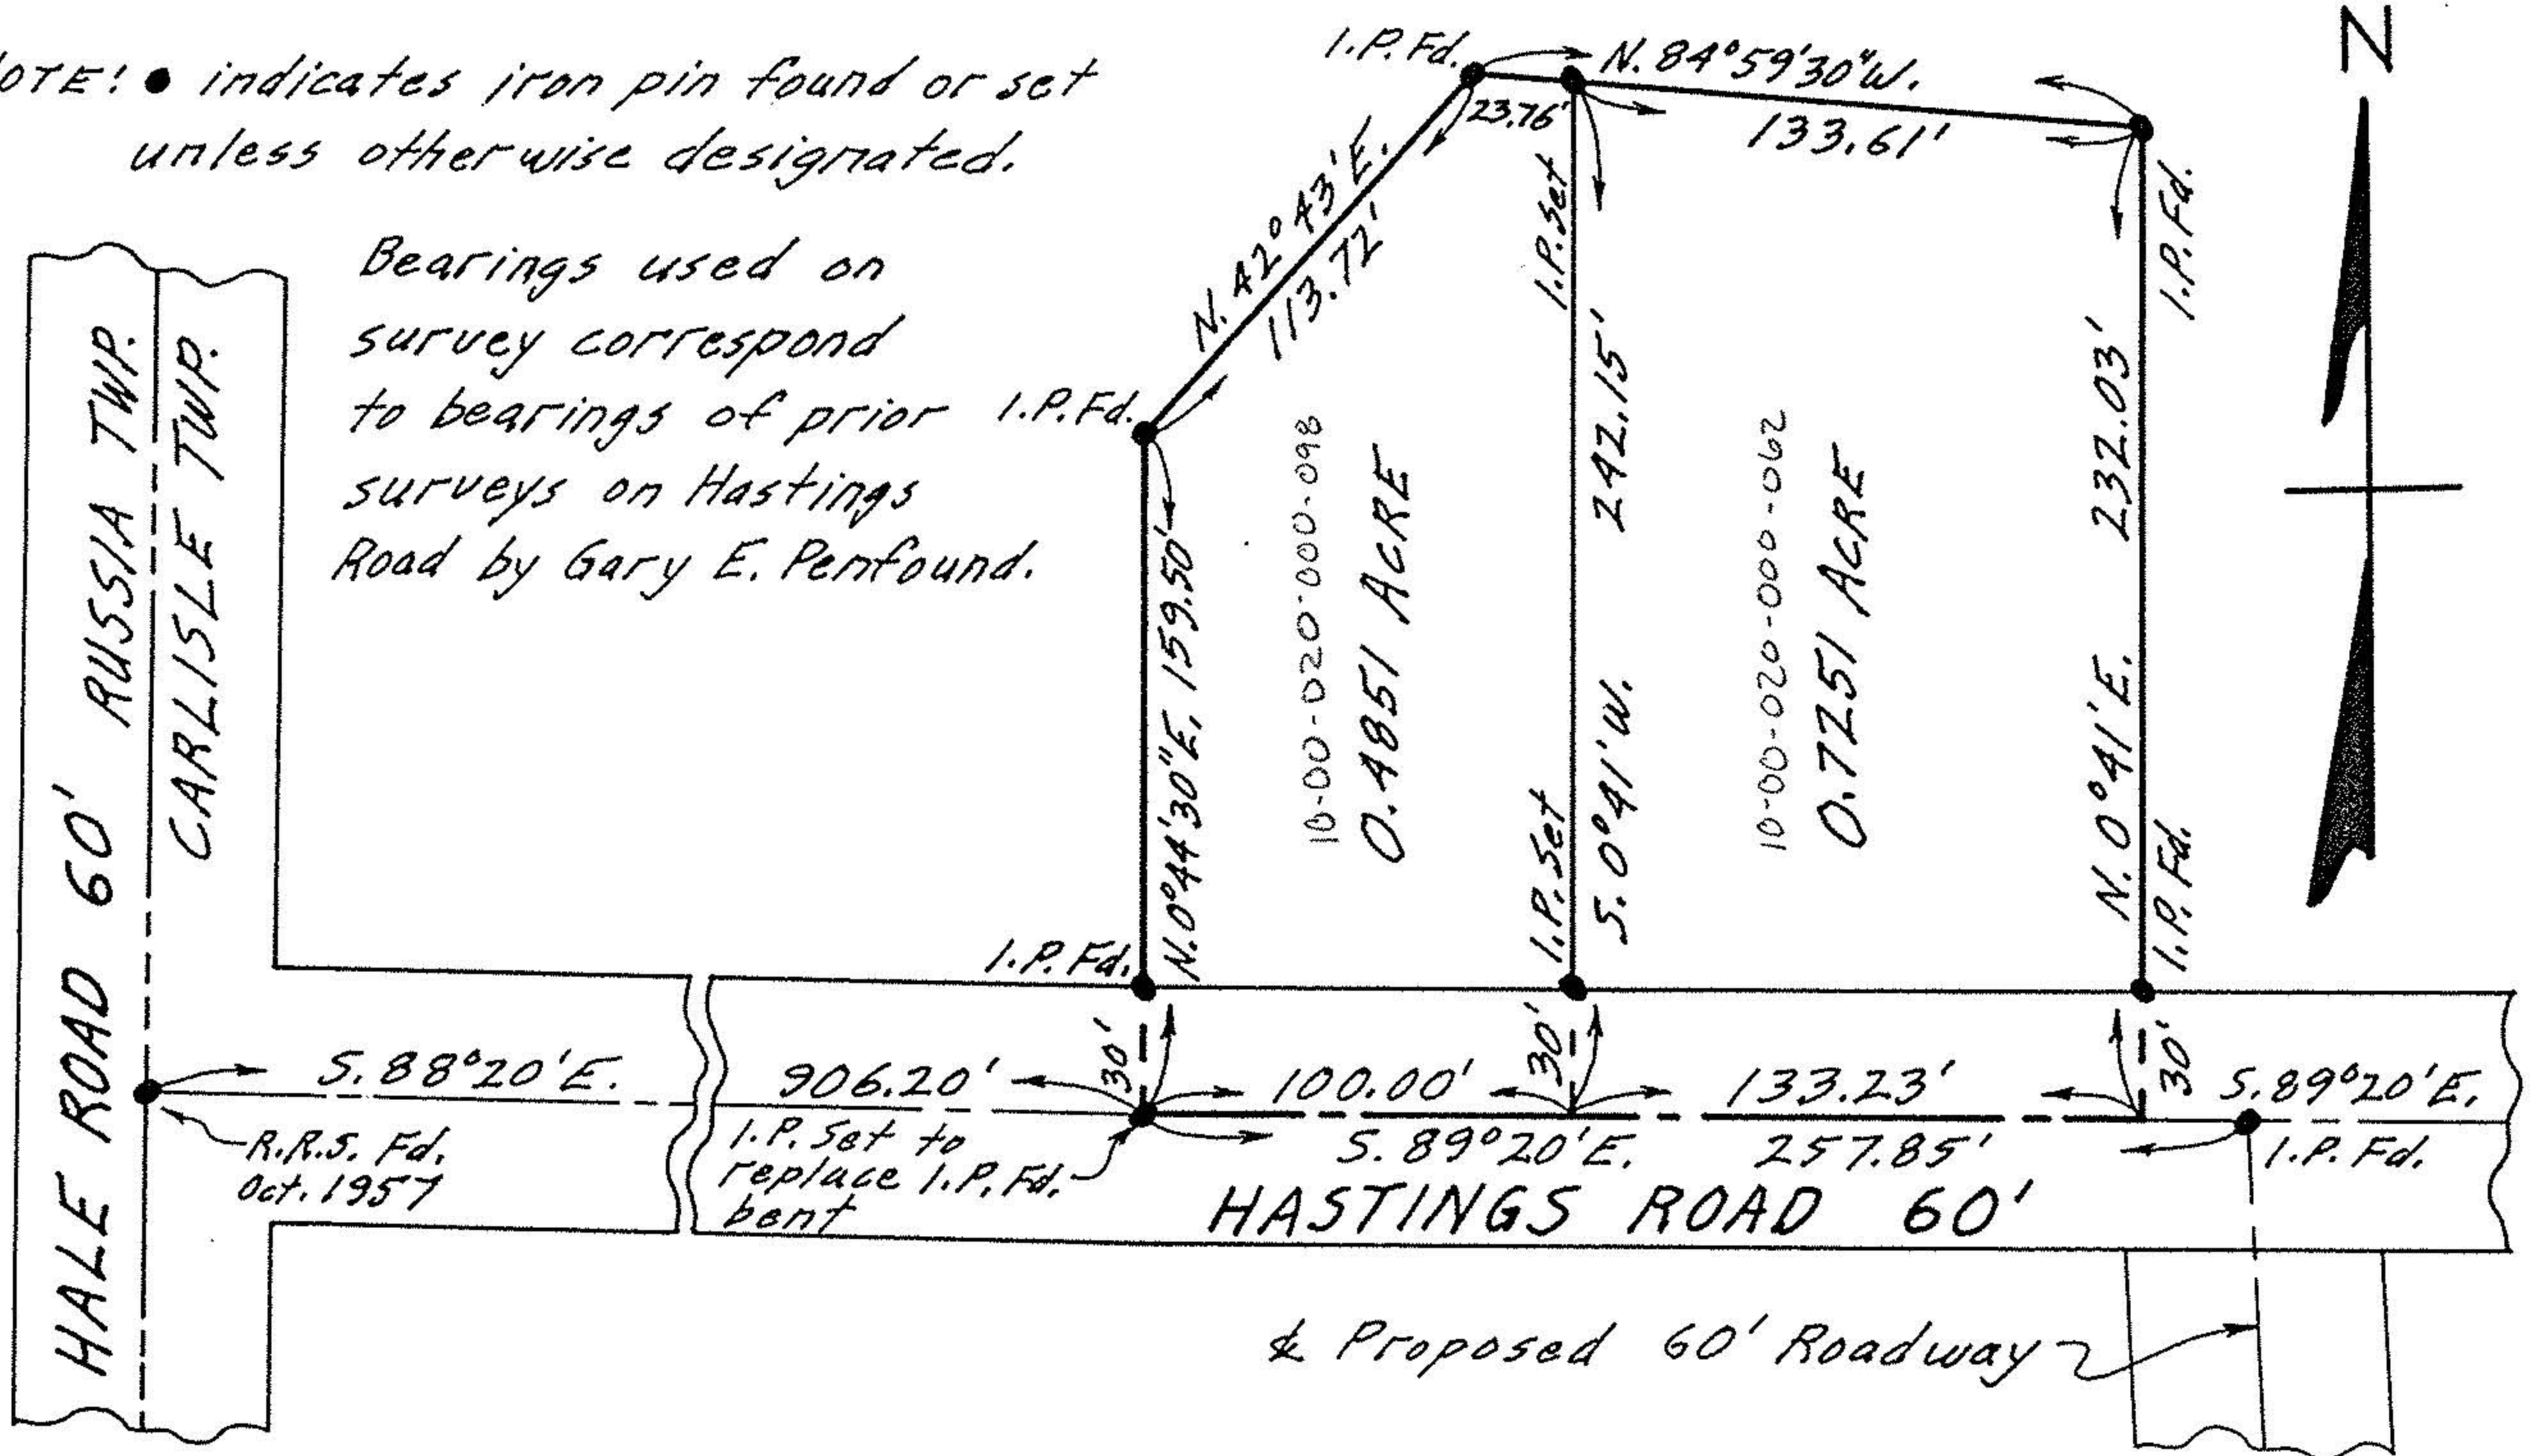 NOTE! ● indicates iron pin found or set
unless otherwise designated.
Bearings used on
survey correspond
to bearings of prior
surveys on Hastings
Road by Gary E. Penfound.
N
I.P. Fd.
N. 84°59'30"W.
23.76'
133.61'
N. 42°43'E.
113.72'
I.P. Set
I.P. Fd.
I.P. Fd.
N. 0°44'30"E. 159.50'
10-00-020-000-098
0.4851 ACRE
242.15'
S. 0°41'W.
I.P. Set
10-00-020-000-062
0.7251 ACRE
N. 0°41'E. 232.03'
I.P. Fd.
I.P. Fd.
HALE ROAD 60'
RUSSIA TWP.
CARLISLE TWP.
S. 88°20'E. 906.20'
30'
100.00'
30'
133.23'
30'
S. 89°20'E.
R.R.S. Fd.
Oct. 1957
I.P. Set to
replace I.P. Fd.
bent
S. 89°20'E. 257.85'
I.P. Fd.
HASTINGS ROAD 60'
℄ Proposed 60' Roadway